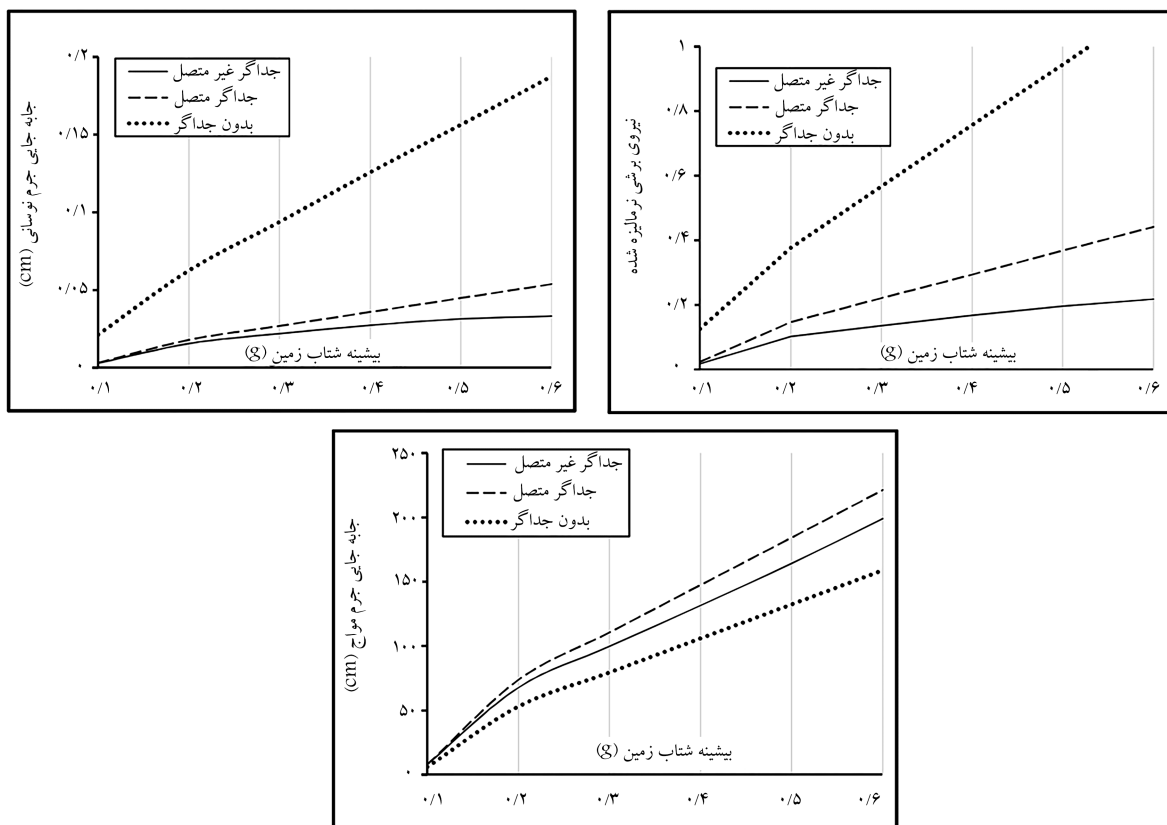 جابه جایی جرم نوسانی (cm)
۰/۲
۰/۱۵
۰/۱
۰/۰۵
۰
جداگر غیر متصل
جداگر متصل
بدون جداگر
بیشینه شتاب زمین (g)
۰/۱ ۰/۲ ۰/۳ ۰/۴ ۰/۵ ۰/۶
نیروی برشی نرمالیزه شده
۱
۰/۸
۰/۶
۰/۴
۰/۲
۰
جداگر غیر متصل
جداگر متصل
بدون جداگر
بیشینه شتاب زمین (g)
۰/۱ ۰/۲ ۰/۳ ۰/۴ ۰/۵ ۰/۶
جابه جایی جرم مواج (cm)
۲۵۰
۲۰۰
۱۵۰
۱۰۰
۵۰
۰
جداگر غیر متصل
جداگر متصل
بدون جداگر
بیشینه شتاب زمین (g)
۰/۱ ۰/۲ ۰/۳ ۰/۴ ۰/۵ ۰/۶